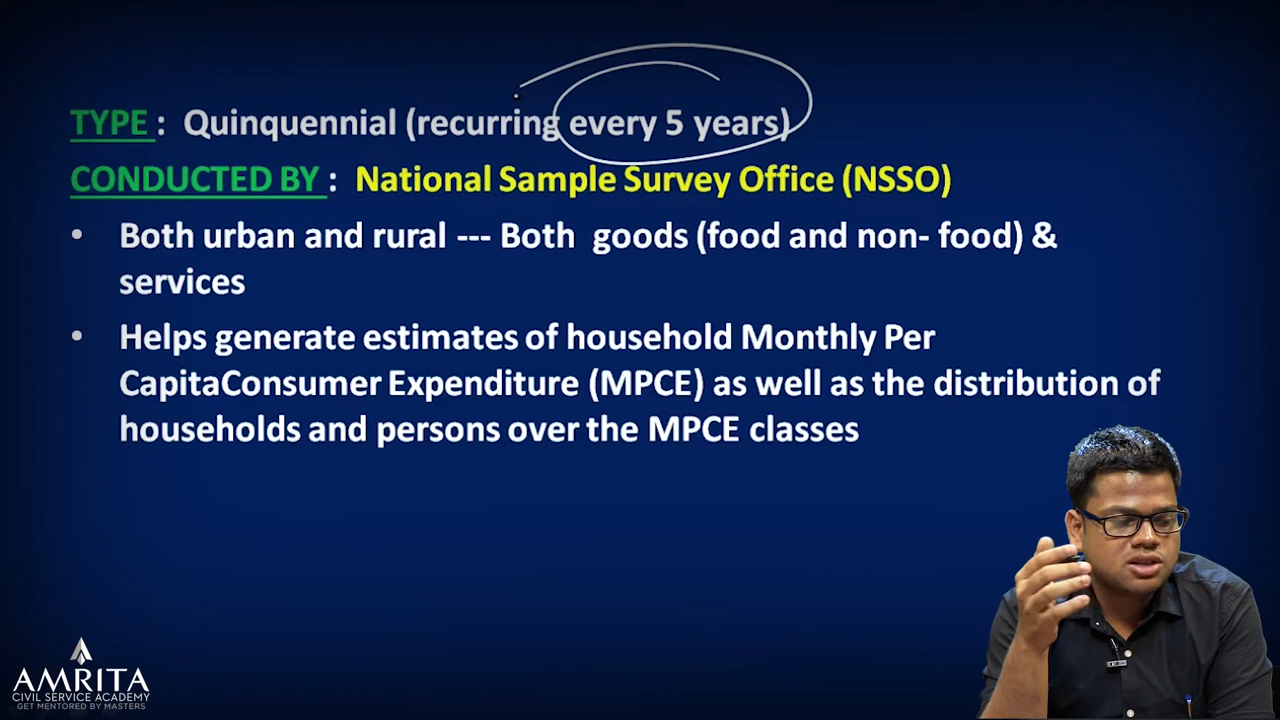 TYPE : Quinquennial (recurring every 5 years)
CONDUCTED BY : National Sample Survey Office (NSSO)
• Both urban and rural --- Both goods (food and non- food) &
services
• Helps generate estimates of household Monthly Per
CapitaConsumer Expenditure (MPCE) as well as the distribution of
households and persons over the MPCE classes
AMRITA
CIVIL SERVICE ACADEMY
GET MENTORED BY MASTERS